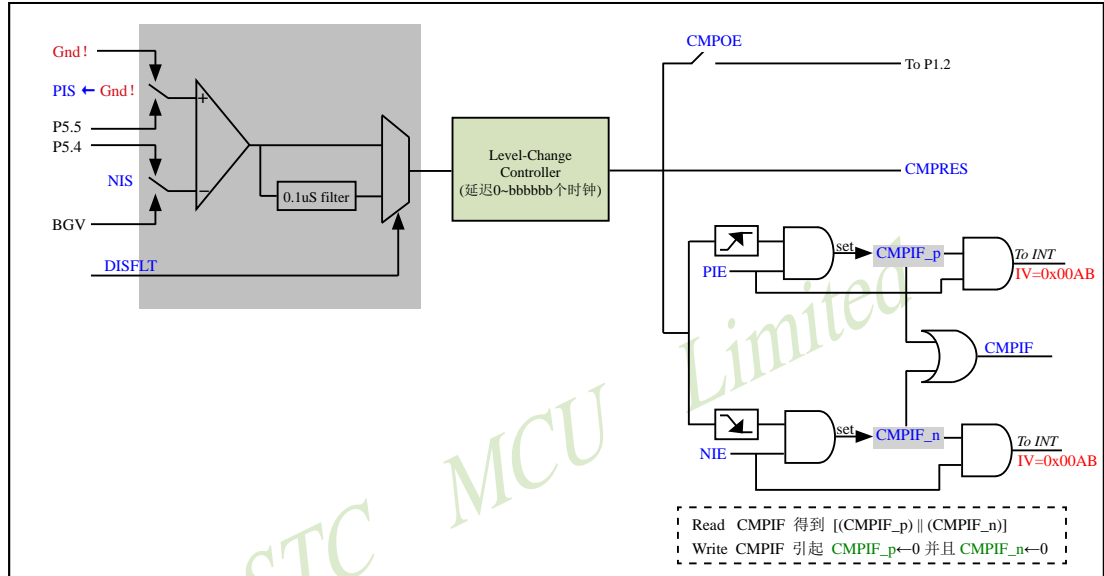 Gnd !
PIS ← Gnd !
P5.5
P5.4
NIS
BGV
DISFLT
+
−
0.1uS filter
Level-Change
Controller
(延迟0~bbbbbb个时钟)
CMPOE
To P1.2
CMPRES
PIE
set
CMPIF_p
To INT
IV=0x00AB
CMPIF
NIE
set
CMPIF_n
To INT
IV=0x00AB
Read CMPIF 得到 [(CMPIF_p) || (CMPIF_n)]
Write CMPIF 引起 CMPIF_p←0 并且 CMPIF_n←0
STC MCU Limited